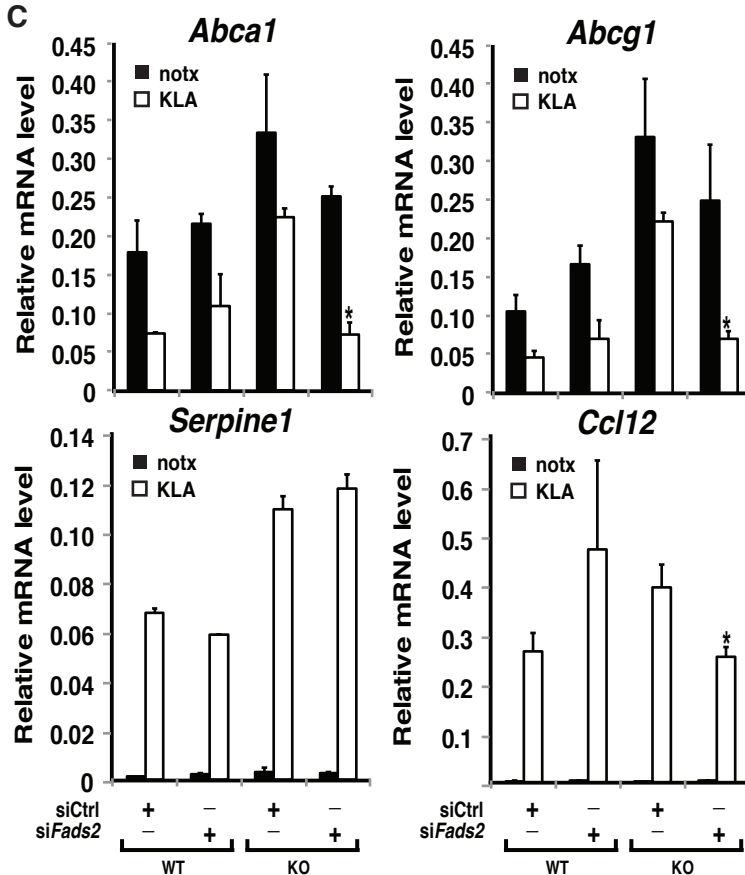 C
Abca1
Relative mRNA level
0.45
0.40
0.35
0.30
0.25
0.20
0.15
0.10
0.05
0
notx
KLA
*
Abcg1
Relative mRNA level
0.45
0.40
0.35
0.30
0.25
0.20
0.15
0.10
0.05
0
notx
KLA
*
Serpine1
Relative mRNA level
0.14
0.12
0.10
0.08
0.06
0.04
0.02
0
notx
KLA
Ccl12
Relative mRNA level
0.7
0.6
0.5
0.4
0.3
0.2
0.1
notx
KLA
*
siCtrl + – + – + – + –
siFads2 – + – + – + – +
WT KO WT KO